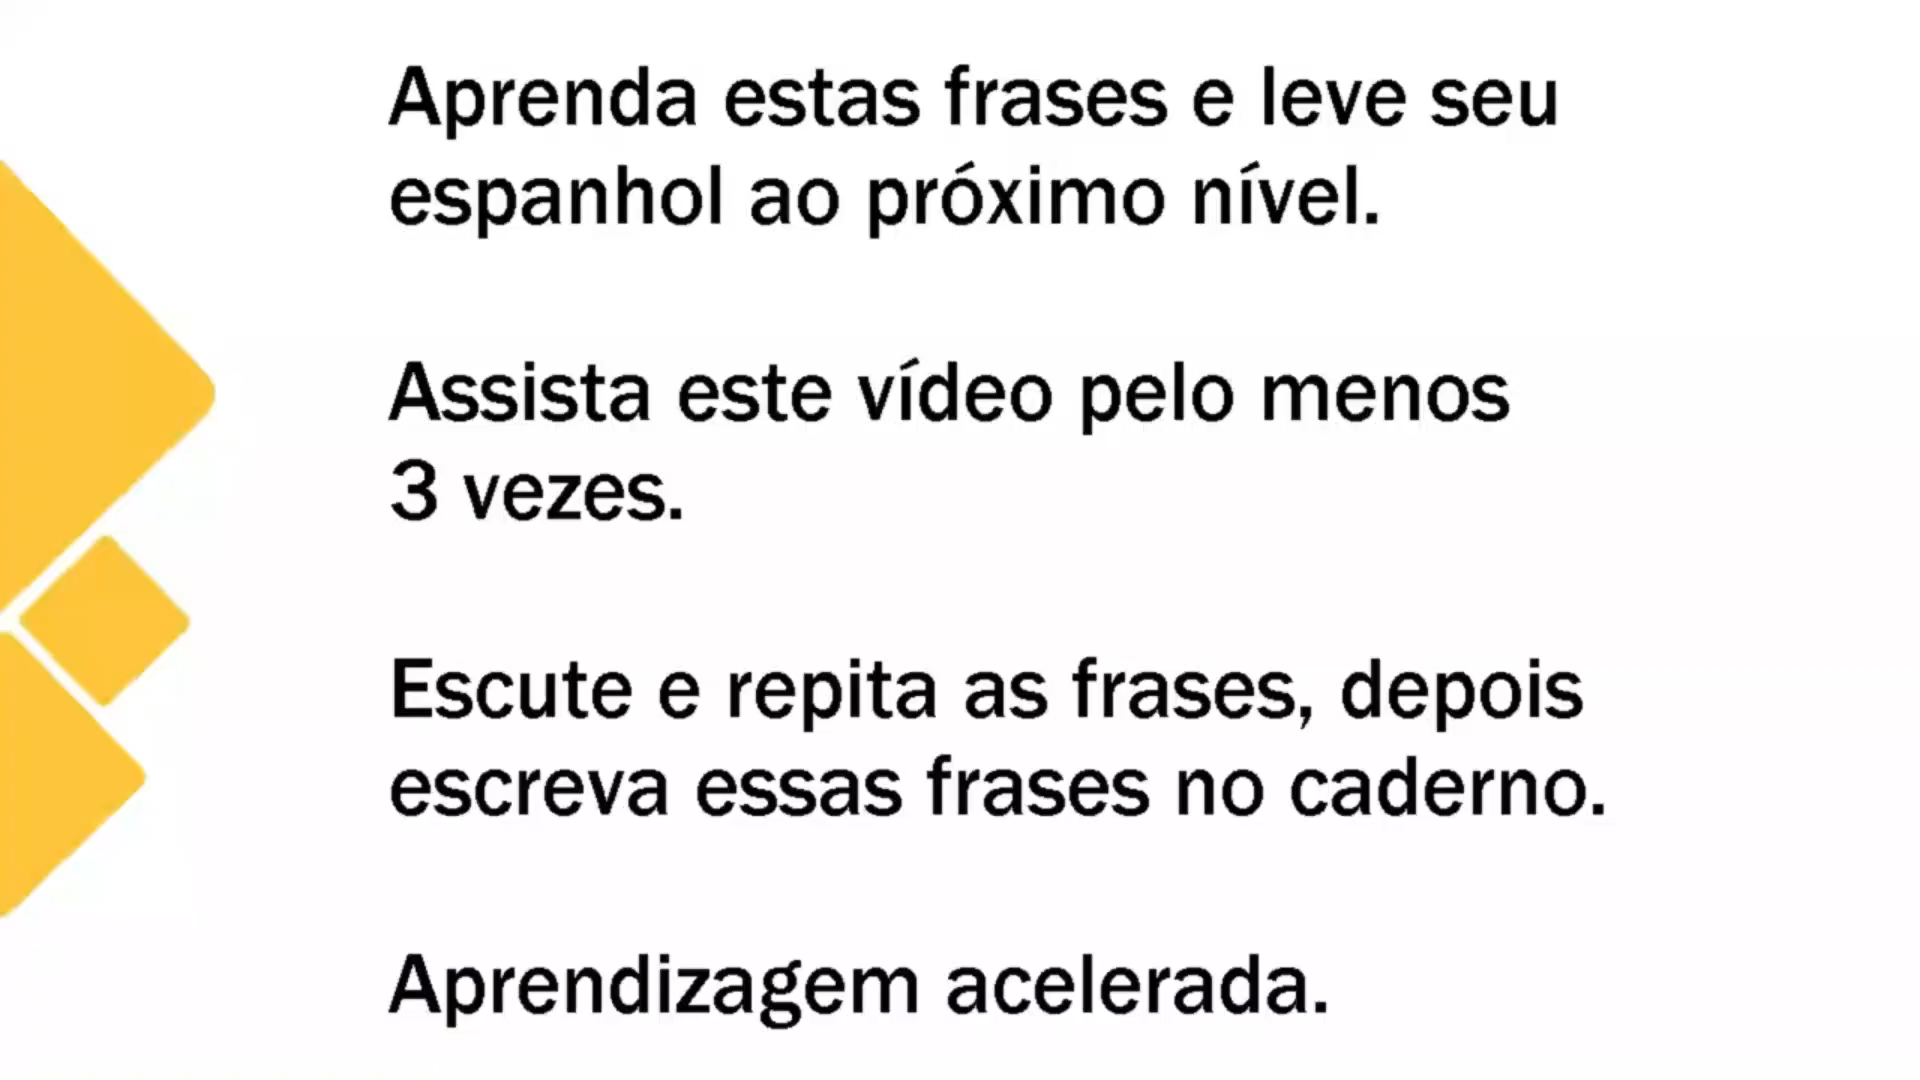 Aprenda estas frases e leve seu
espanhol ao próximo nível.
Assista este vídeo pelo menos
3 vezes.
Escute e repita as frases, depois
escreva essas frases no caderno.
Aprendizagem acelerada.